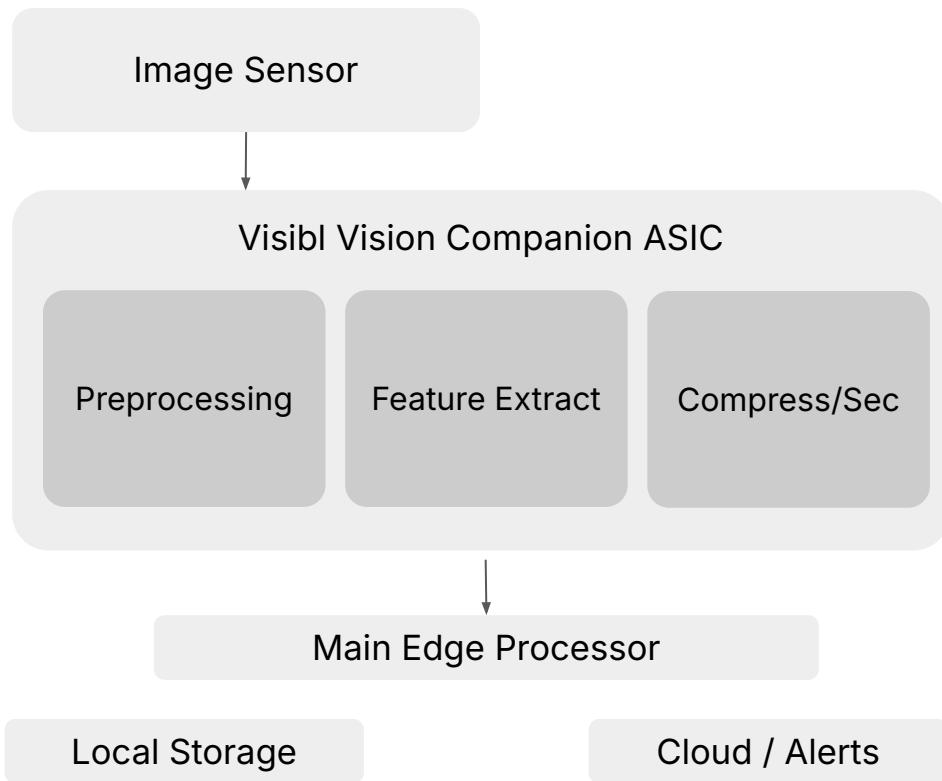 Image Sensor
Visibl Vision Companion ASIC
Preprocessing
Feature Extract
Compress/Sec
Main Edge Processor
Local Storage
Cloud / Alerts